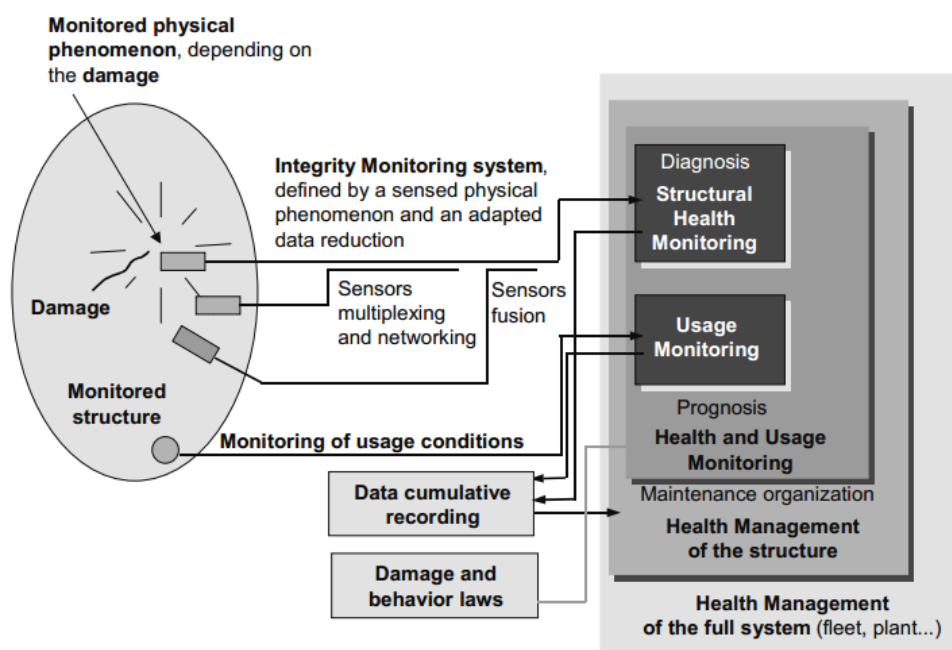 Monitored physical
phenomenon, depending on
the damage
Integrity Monitoring system,
defined by a sensed physical
phenomenon and an adapted
data reduction
Damage
Sensors
multiplexing
and networking
Sensors
fusion
Monitored
structure
Monitoring of usage conditions
Data cumulative
recording
Damage and
behavior laws
Diagnosis
Structural
Health
Monitoring
Usage
Monitoring
Prognosis
Health and Usage
Monitoring
Maintenance organization
Health Management
of the structure
Health Management
of the full system (fleet, plant...)